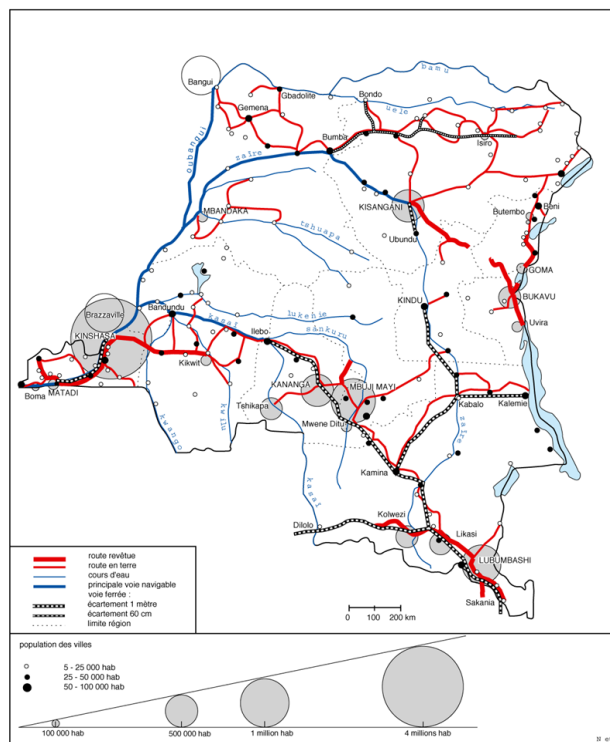 bamu
Bangui
Gbadolite
Bondo
Gemena
uele
Bumba
Isiro
oubangui
zaïre
MBANDAKA
KISANGANI
Butembo
Beni
tshuapa
Ubundu
GOMA
BUKAVU
KINDU
Uvira
Brazzaville
Bandundu
lukenie
KINSHASA
kasai
sankuru
Ilebo
Kikwit
Boma
MATADI
KANANGA
MBUJI MAYI
Tshikapa
Kabalo
Kalemie
kwango
kwilu
Mwene Ditu
zaïre
Kamina
kasaï
Kolwezi
Dilolo
Likasi
LUBUMBASHI
Sakania
route revêtue
route en terre
cours d'eau
principale voie navigable
voie ferrée :
écartement 1 mètre
écartement 60 cm
limite région
0 100 200 km
population des villes
5 - 25 000 hab
25 - 50 000 hab
50 - 100 000 hab
100 000 hab
500 000 hab
1 million hab
4 millions hab